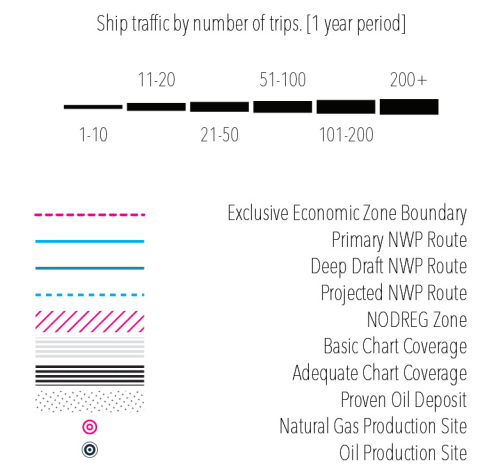 Ship traffic by number of trips. [1 year period]
11-20 51-100 200+
1-10 21-50 101-200
Exclusive Economic Zone Boundary
Primary NWP Route
Deep Draft NWP Route
Projected NWP Route
NODREG Zone
Basic Chart Coverage
Adequate Chart Coverage
Proven Oil Deposit
Natural Gas Production Site
Oil Production Site